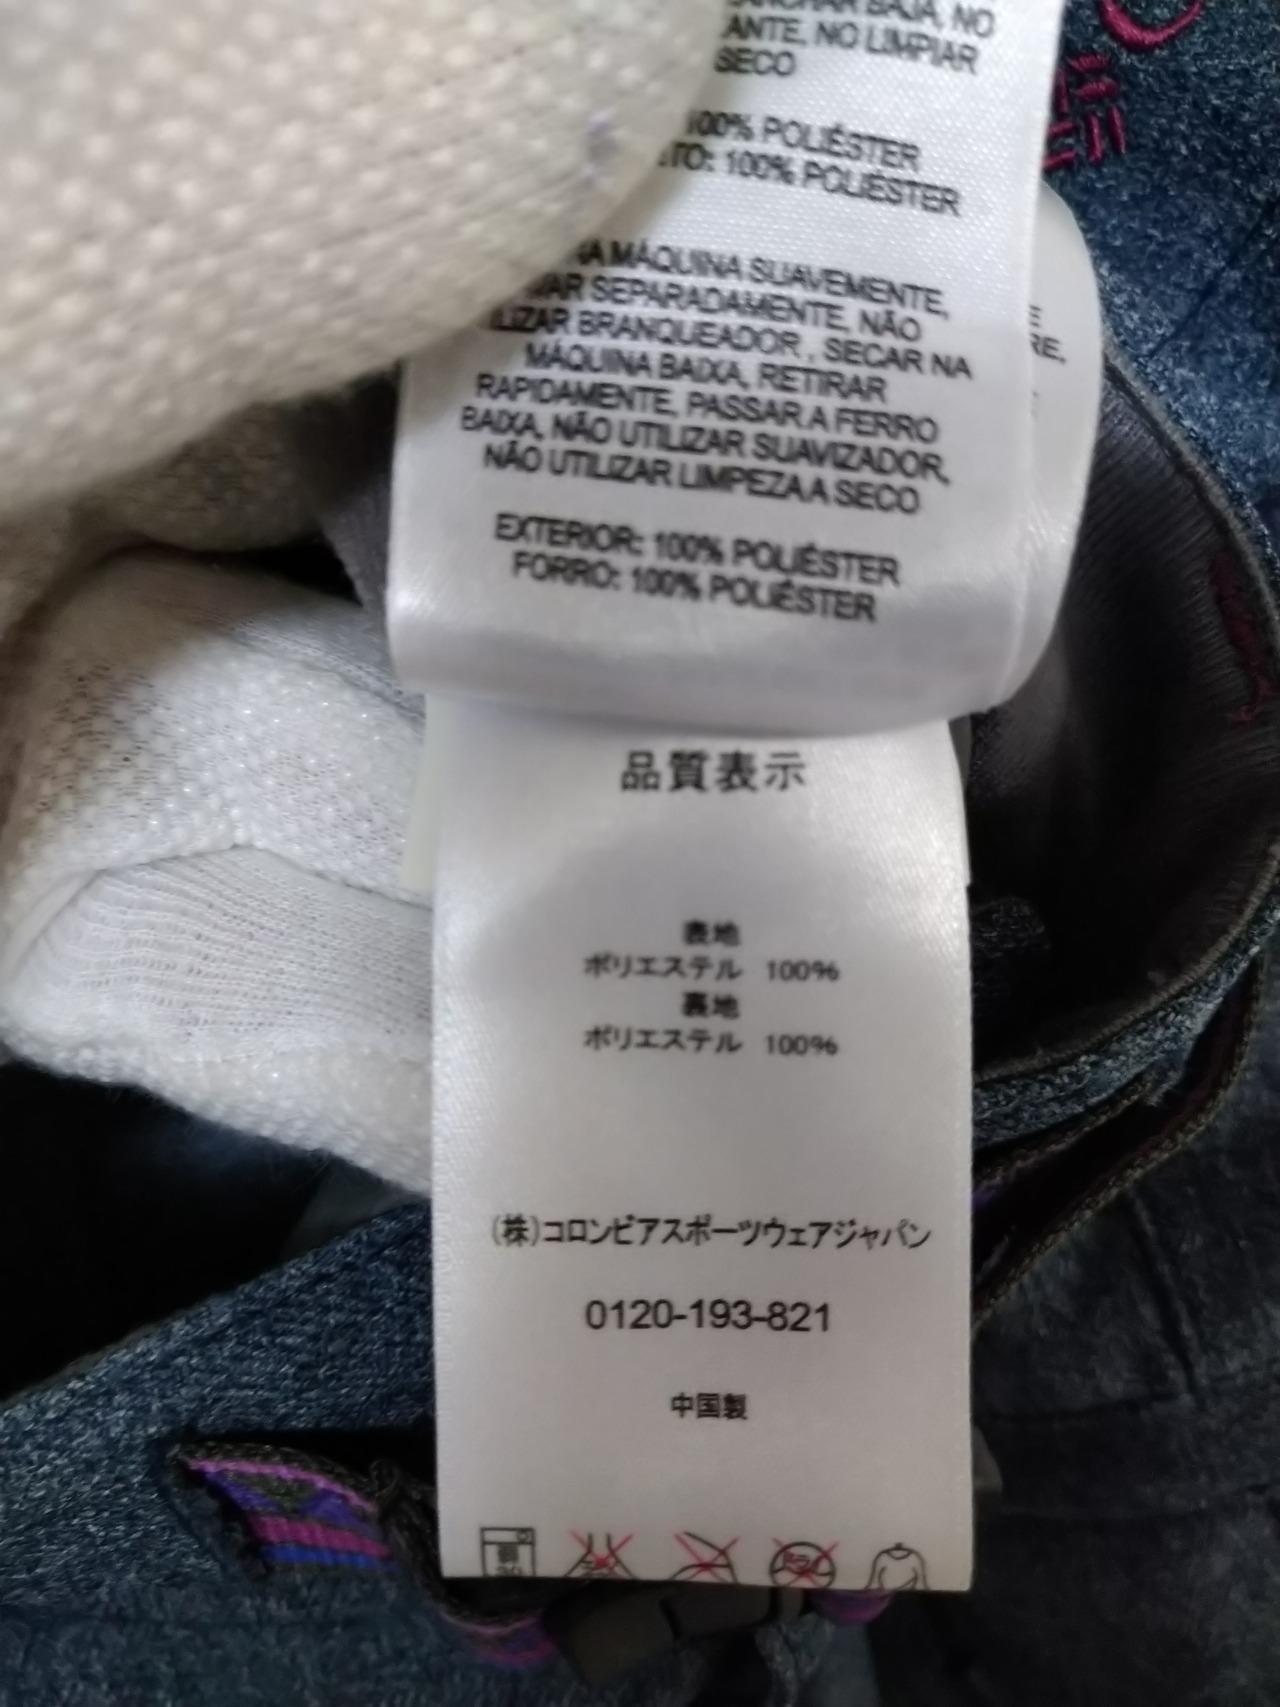 BAJA, NO
NO LIMPIAR
SECO
100% POLIÉSTER
100% POLIÉSTER
MÁQUINA SUAVEMENTE,
SEPARADAMENTE, NÃO
BRANQUEADOR, SECAR NA
MÁQUINA BAIXA, RETIRAR
RAPIDAMENTE, PASSAR A FERRO
BAIXA, NÃO UTILIZAR SUAVIZADOR,
NÃO UTILIZAR LIMPEZA A SECO
EXTERIOR: 100% POLIÉSTER
FORRO: 100% POLIÉSTER
品質表示
表地
ポリエステル 100%
裏地
ポリエステル 100%
(株)コロンビアスポーツウェアジャパン
0120-193-821
中国製